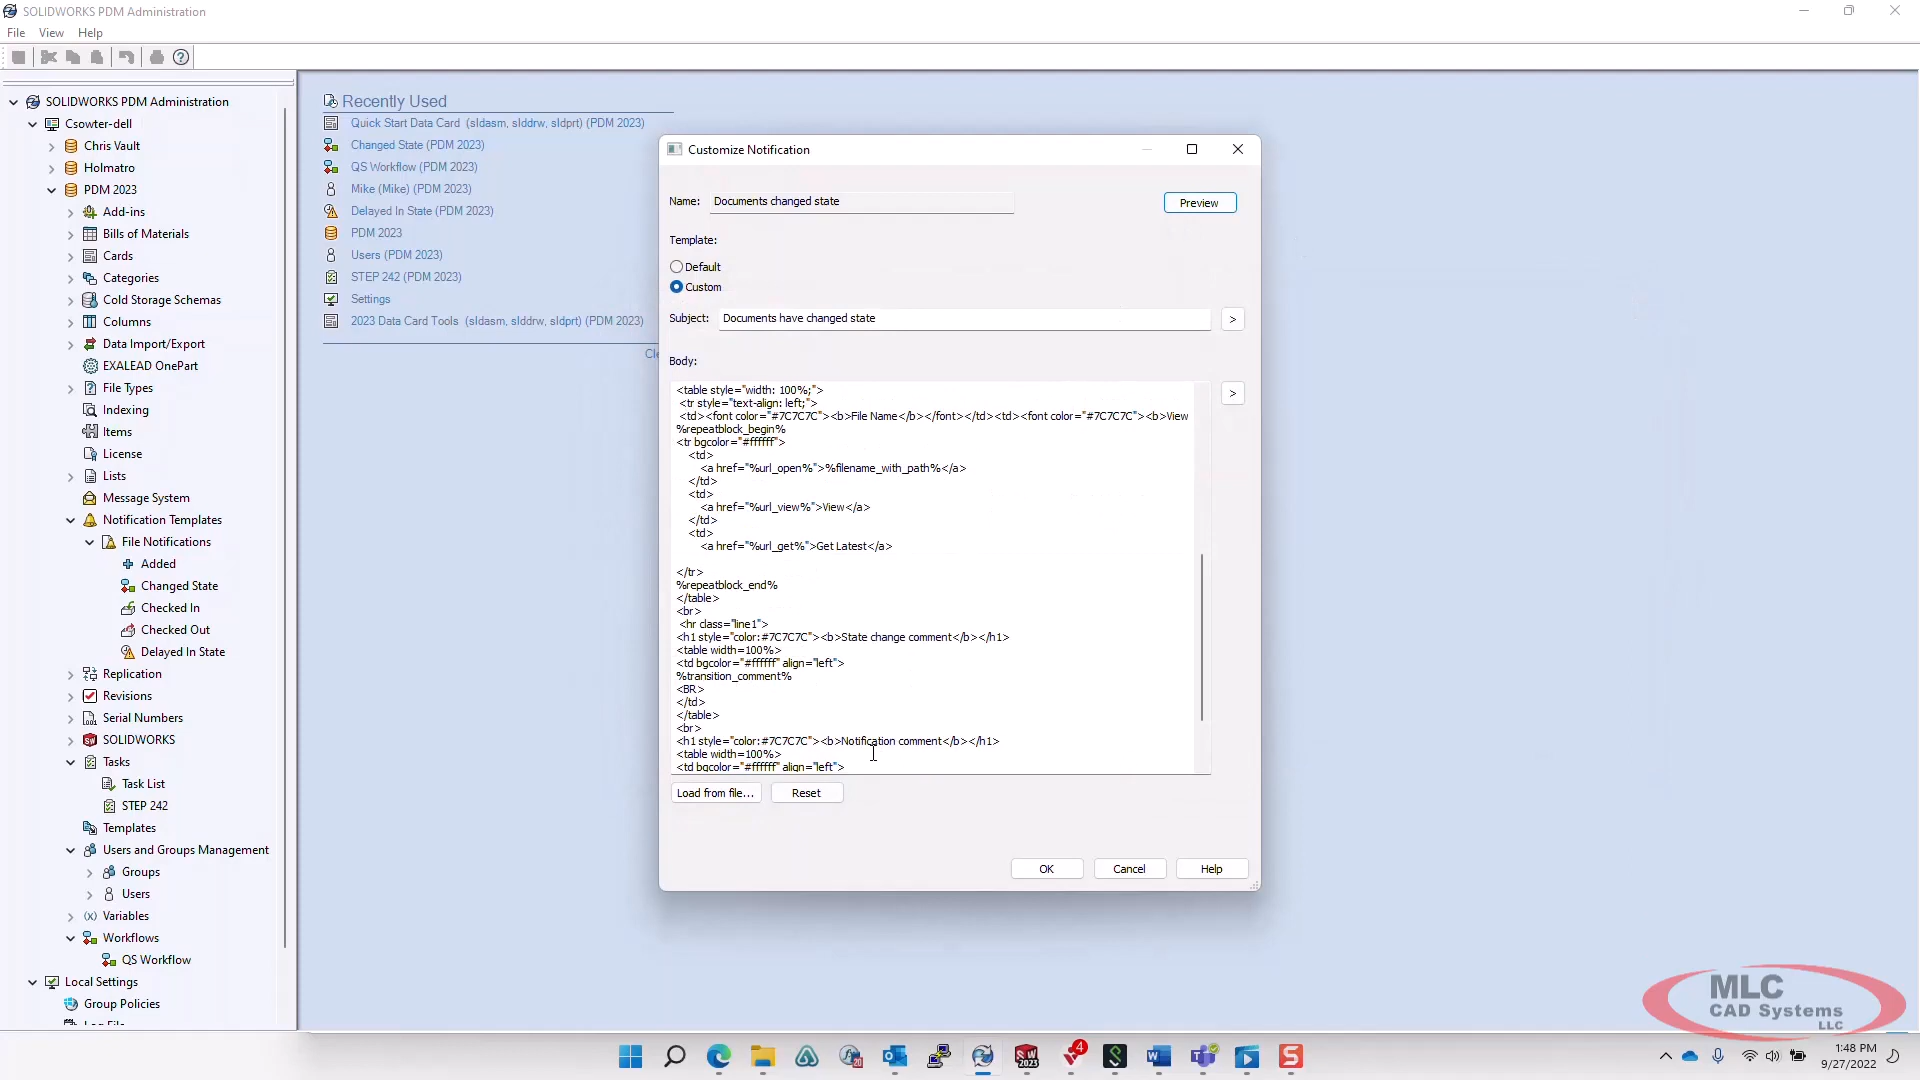 SOLIDWORKS PDM Administration
File View Help
SOLIDWORKS PDM Administration
Csowter-dell
Chris Vault
Holmatro
PDM 2023
Add-ins
Bills of Materials
Cards
Categories
Cold Storage Schemas
Columns
Data Import/Export
EXALEAD OnePart
File Types
Indexing
Items
License
Lists
Message System
Notification Templates
File Notifications
Added
Changed State
Checked In
Checked Out
Delayed In State
Replication
Revisions
Serial Numbers
SOLIDWORKS
Tasks
Task List
STEP 242
Templates
Users and Groups Management
Groups
Users
Variables
Workflows
QS Workflow
Local Settings
Group Policies
Recently Used
Quick Start Data Card (sldasm, slddrw, sldprt) (PDM 2023)
Changed State (PDM 2023)
QS Workflow (PDM 2023)
Mike (Mike) (PDM 2023)
Delayed In State (PDM 2023)
PDM 2023
Users (PDM 2023)
STEP 242 (PDM 2023)
Settings
2023 Data Card Tools (sldasm, slddrw, sldprt) (PDM 2023)
Cle
Customize Notification
Name: Documents changed state
Preview
Template:
Default
Custom
Subject: Documents have changed state
>
Body:
>
<table style="width: 100%;">
<tr style="text-align: left;">
<td><font color="#7C7C7C"><b>File Name</b></font></td><td><font color="#7C7C7C"><b>View
%repeatblock_begin%
<tr bgcolor="#ffffff">
<td>
<a href="%url_open%">%filename_with_path%</a>
</td>
<td>
<a href="%url_view%">View</a>
</td>
<td>
<a href="%url_get%">Get Latest</a>
</tr>
%repeatblock_end%
</table>
<br>
<hr class="line1">
<h1 style="color:#7C7C7C"><b>State change comment</b></h1>
<table width=100%>
<td bgcolor="#ffffff" align="left">
%transition_comment%
<BR>
</td>
</table>
<br>
<h1 style="color:#7C7C7C"><b>Notification comment</b></h1>
<table width=100%>
<td bgcolor="#ffffff" align="left">
Load from file... Reset
OK Cancel Help
MLC
CAD Systems
LLC
4
1:48 PM
9/27/2022